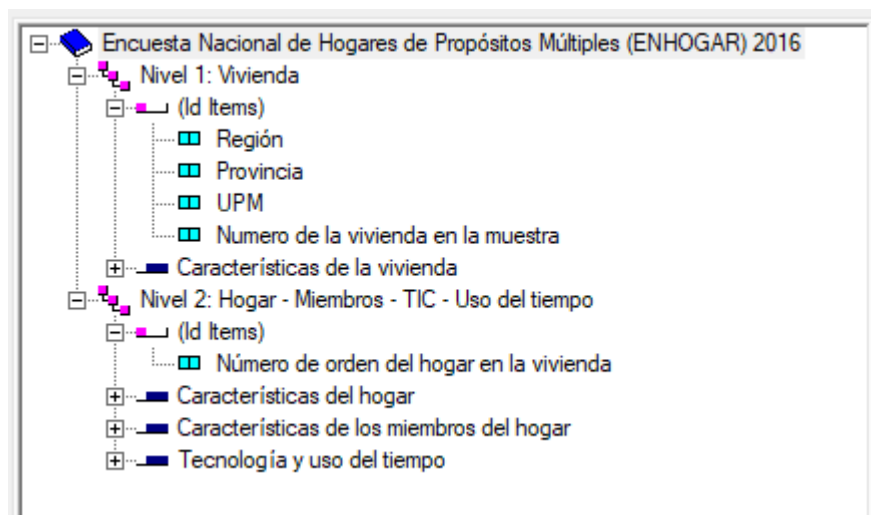 Encuesta Nacional de Hogares de Propósitos Múltiples (ENHOGAR) 2016
Nivel 1: Vivienda
(Id Items)
Región
Provincia
UPM
Numero de la vivienda en la muestra
Características de la vivienda
Nivel 2: Hogar - Miembros - TIC - Uso del tiempo
(Id Items)
Número de orden del hogar en la vivienda
Características del hogar
Características de los miembros del hogar
Tecnología y uso del tiempo